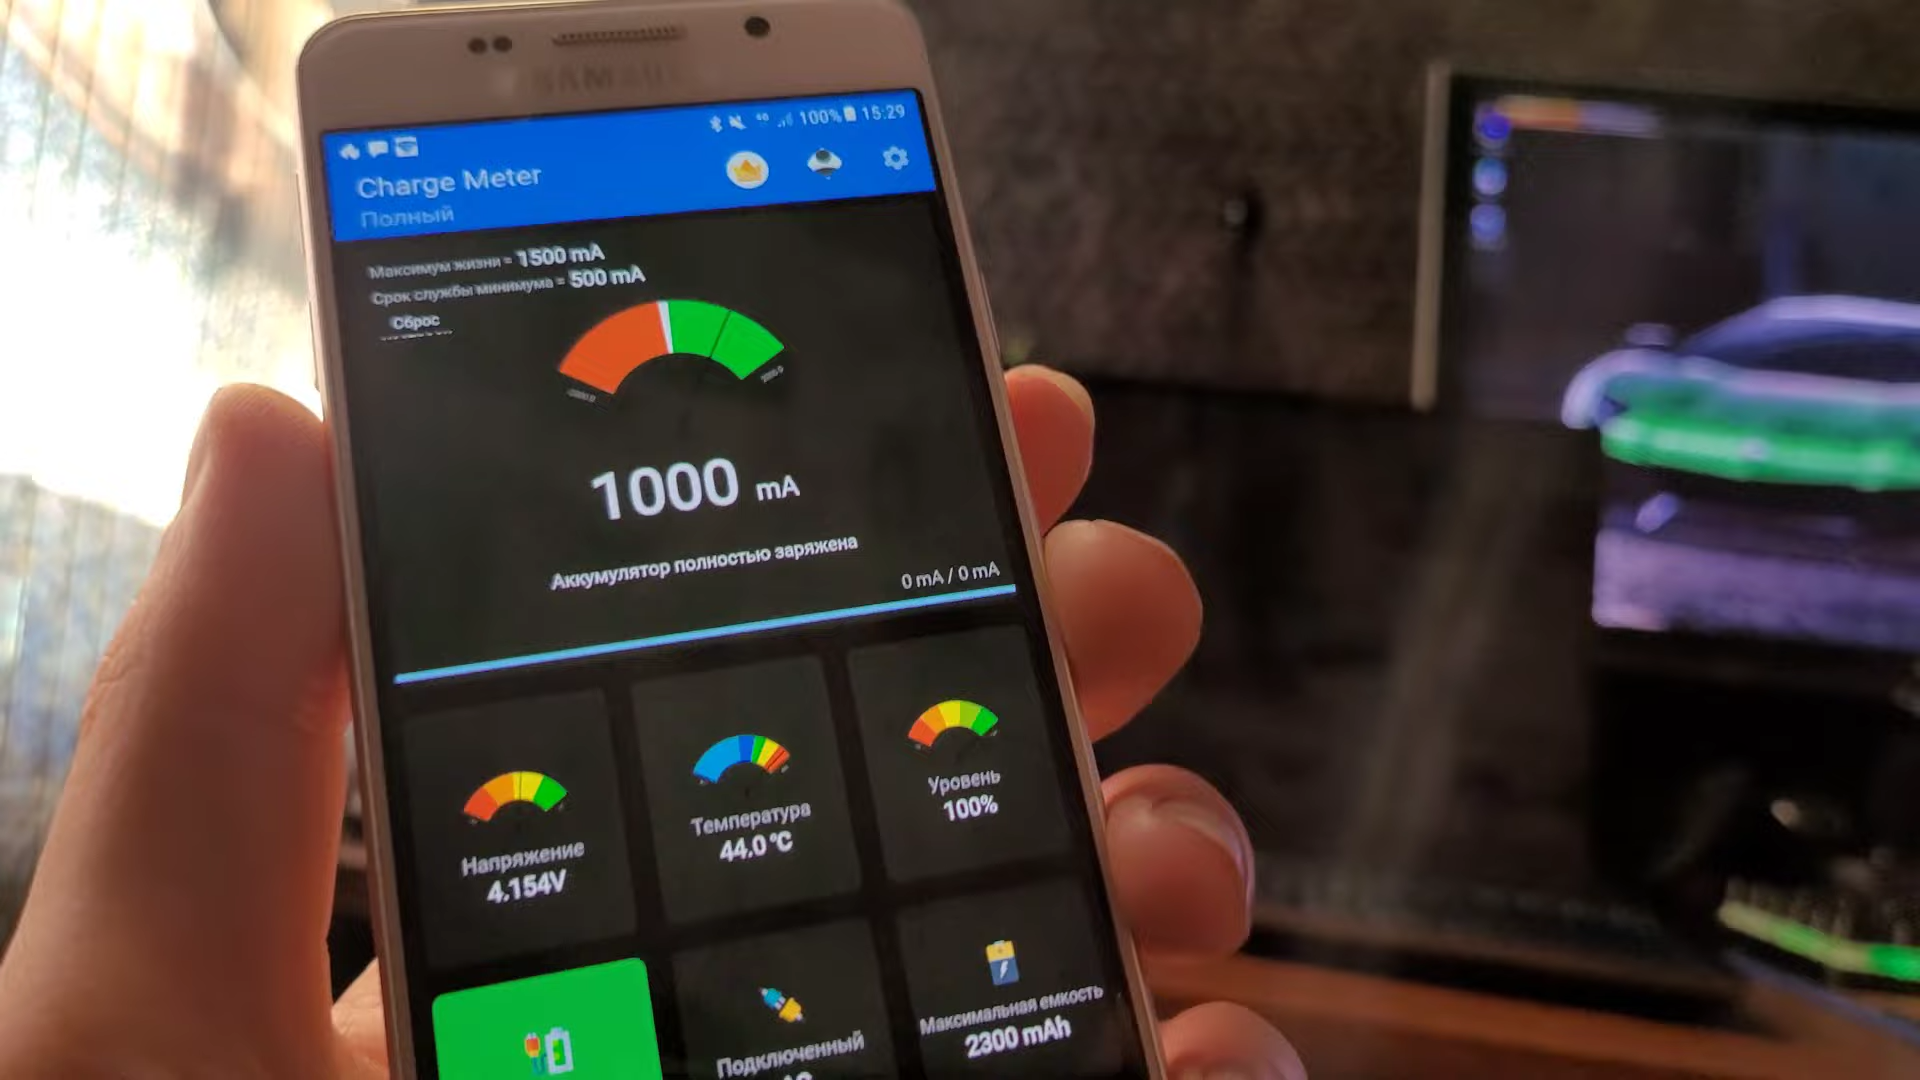 SAMSUNG
100% 15:29
Charge Meter
Полный
Максимум жизни = 1500 mA
Срок службы минимума = 500 mA
Сброс
1000 mA
Аккумулятор полностью заряжена
0 mA / 0 mA
Напряжение
4.154V
Температура
44.0 °C
Уровень
100%
Подключенный
Максимальная емкость
2300 mAh